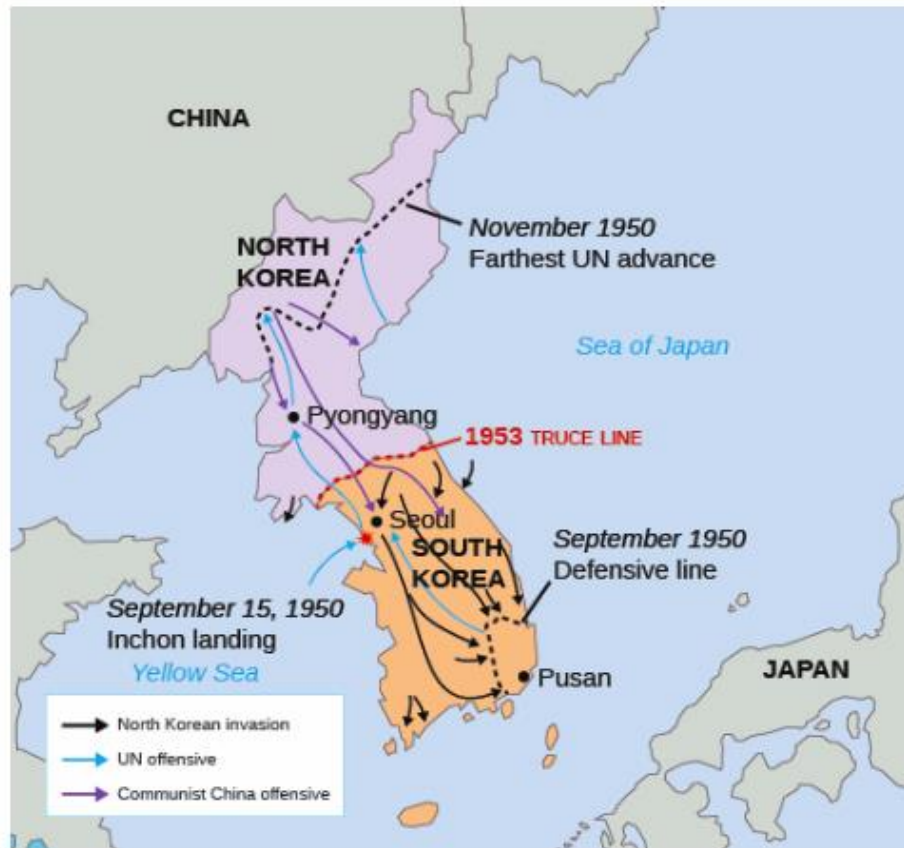 CHINA
November 1950
Farthest UN advance
NORTH
KOREA
Sea of Japan
Pyongyang
1953 TRUCE LINE
Seoul
SOUTH
KOREA
September 1950
Defensive line
September 15, 1950
Inchon landing
Yellow Sea
Pusan
JAPAN
North Korean invasion
UN offensive
Communist China offensive